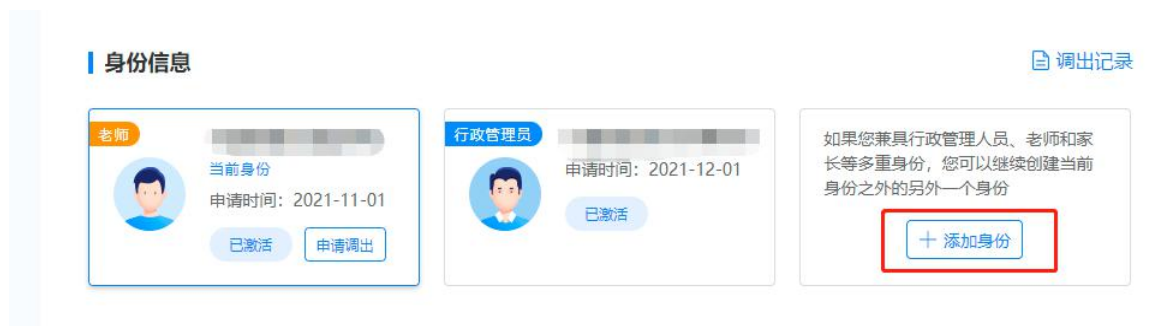 身份信息
调出记录
老师
当前身份
申请时间：2021-11-01
已激活
申请调出
行政管理员
申请时间：2021-12-01
已激活
如果您兼具行政管理人员、老师和家
长等多重身份，您可以继续创建当前
身份之外的另外一个身份
+ 添加身份